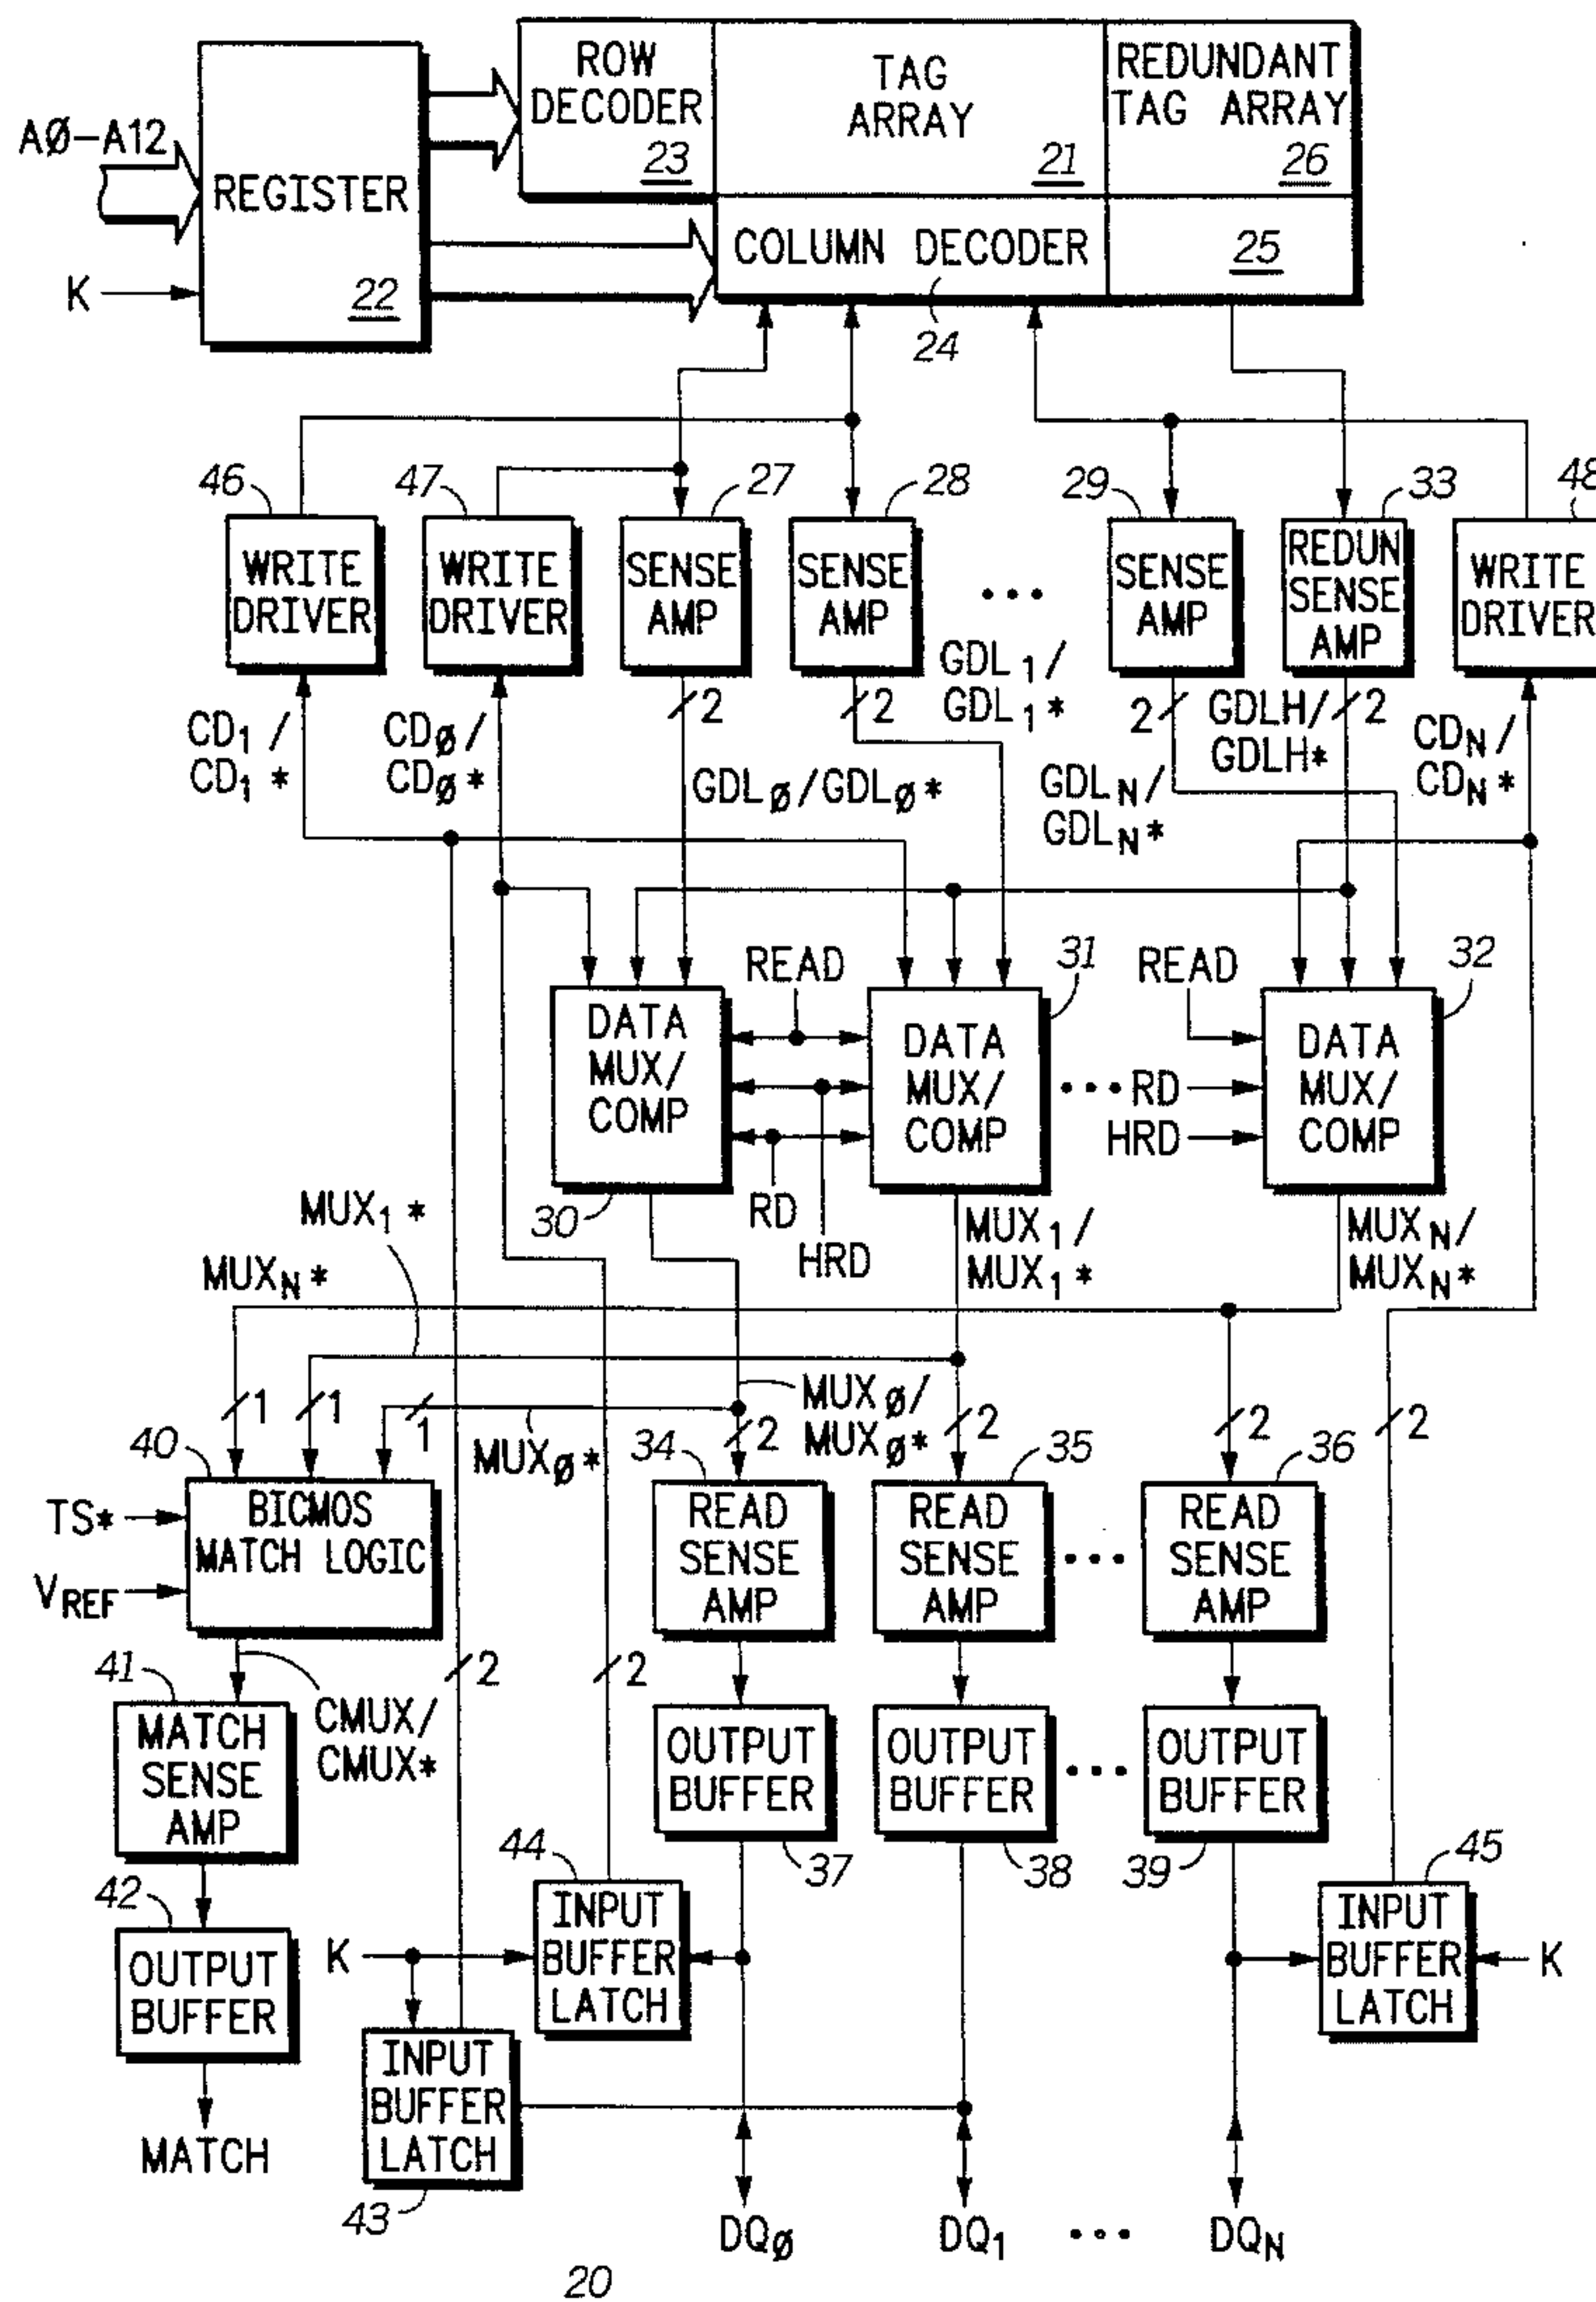 ROW
DECODER
23
TAG
ARRAY
21
REDUNDANT
TAG ARRAY
26
AØ-A12
REGISTER
22
K
COLUMN DECODER
24
25
46
WRITE
DRIVER
47
WRITE
DRIVER
27
SENSE
AMP
28
SENSE
AMP
...
29
SENSE
AMP
33
REDUN
SENSE
AMP
48
WRITE
DRIVER
CD1/
CD1*
CDØ/
CDØ*
2
GDLØ/GDLØ*
2
GDL1/
GDL1*
2
GDLN/
GDLN*
GDLH/
GDLH*
2
CDN/
CDN*
READ
31
READ
32
DATA
MUX/
COMP
30
DATA
MUX/
COMP
...
RD
HRD
DATA
MUX/
COMP
RD
HRD
MUX1*
MUXN*
MUX1/
MUX1*
MUXN/
MUXN*
1
1
1
MUXØ*
MUXØ/
MUXØ*
2
2
2
2
40
BICMOS
MATCH LOGIC
TS*
VREF
34
READ
SENSE
AMP
35
READ
SENSE
AMP
...
36
READ
SENSE
AMP
2
2
41
MATCH
SENSE
AMP
CMUX/
CMUX*
OUTPUT
BUFFER
37
OUTPUT
BUFFER
38
...
OUTPUT
BUFFER
39
42
OUTPUT
BUFFER
MATCH
44
INPUT
BUFFER
LATCH
K
45
INPUT
BUFFER
LATCH
K
INPUT
BUFFER
LATCH
43
DQØ
DQ1
...
DQN
20